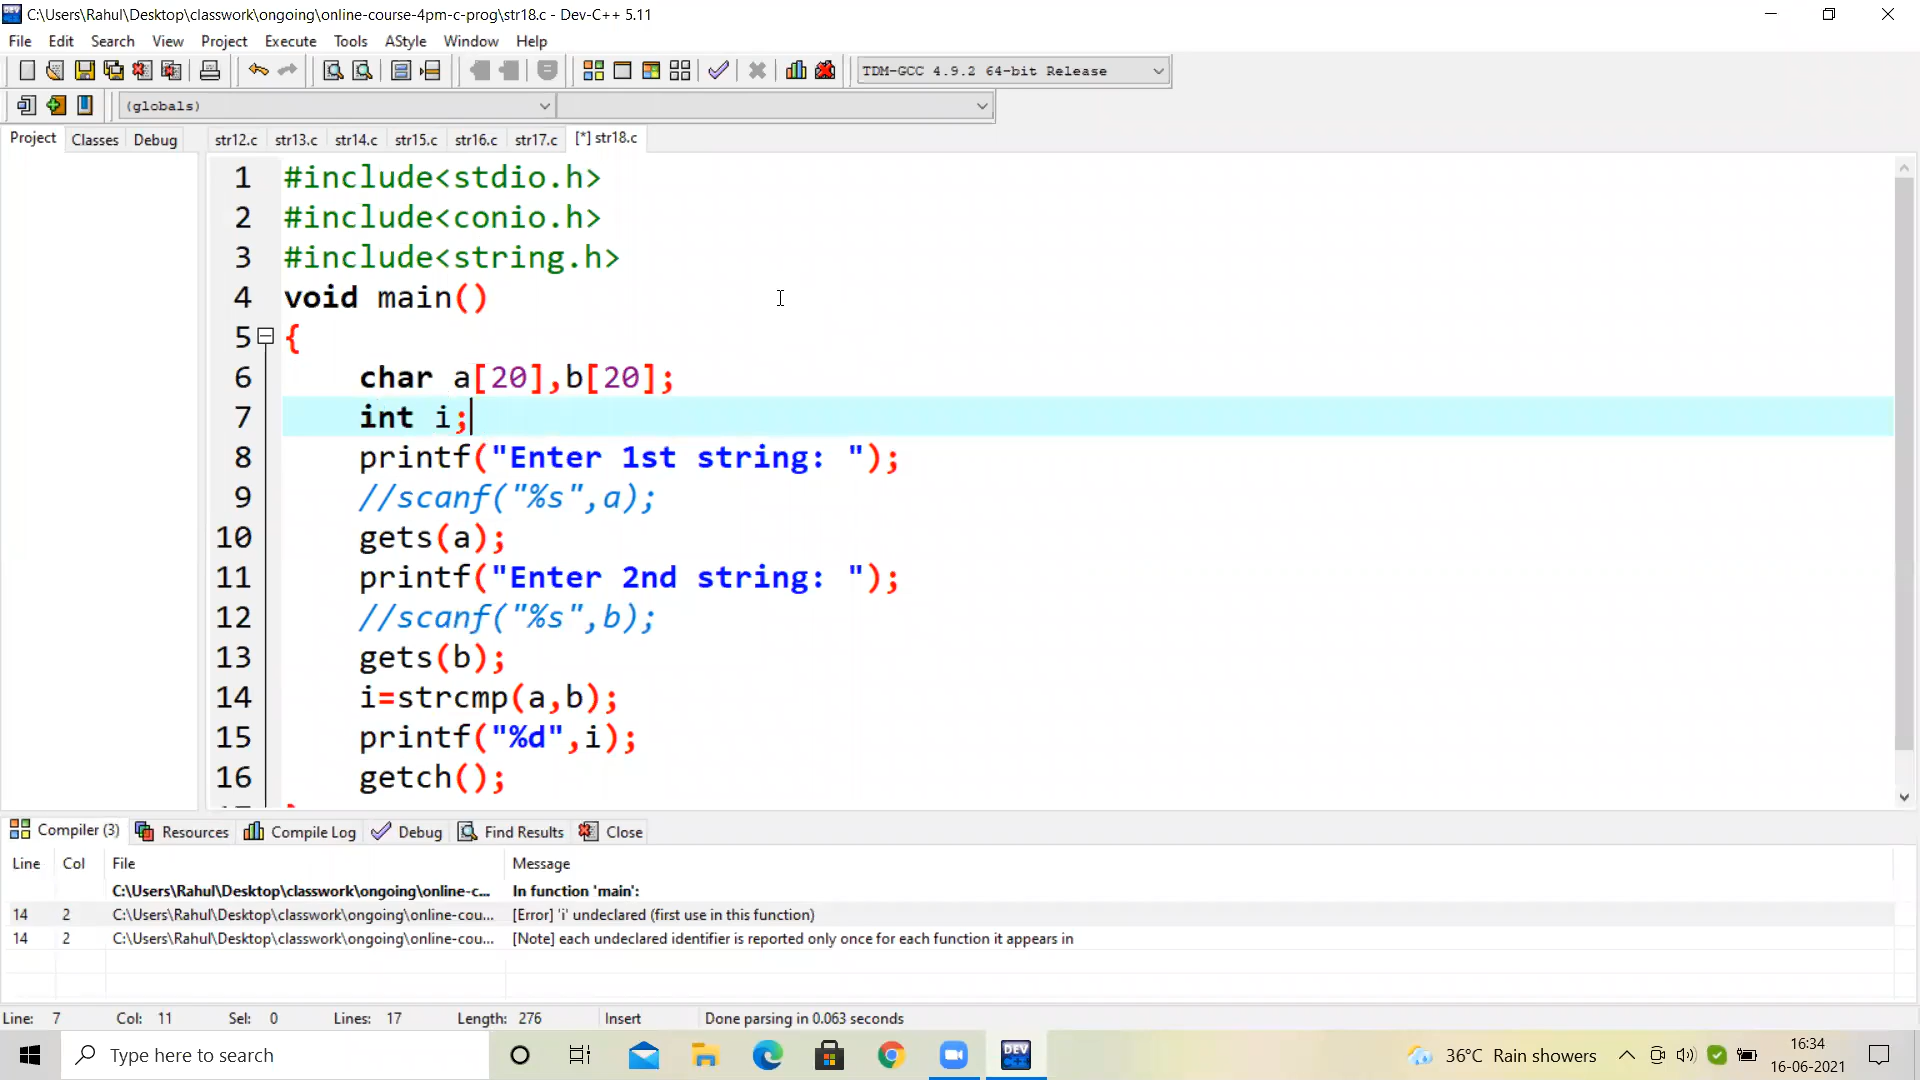 C:\Users\Rahul\Desktop\classwork\ongoing\online-course-4pm-c-prog\str18.c - Dev-C++ 5.11
File Edit Search View Project Execute Tools AStyle Window Help
TDM-GCC 4.9.2 64-bit Release
(globals)
Project Classes Debug str12.c str13.c str14.c str15.c str16.c str17.c [*] str18.c
1 #include<stdio.h>
2 #include<conio.h>
3 #include<string.h>
4 void main()
5 {
6 char a[20],b[20];
7 int i;
8 printf("Enter 1st string: ");
9 //scanf("%s",a);
10 gets(a);
11 printf("Enter 2nd string: ");
12 //scanf("%s",b);
13 gets(b);
14 i=strcmp(a,b);
15 printf("%d",i);
16 getch();
Compiler (3) Resources Compile Log Debug Find Results Close
Line Col File Message
C:\Users\Rahul\Desktop\classwork\ongoing\online-c... In function 'main':
14 2 C:\Users\Rahul\Desktop\classwork\ongoing\online-cou... [Error] 'i' undeclared (first use in this function)
14 2 C:\Users\Rahul\Desktop\classwork\ongoing\online-cou... [Note] each undeclared identifier is reported only once for each function it appears in
Line: 7 Col: 11 Sel: 0 Lines: 17 Length: 276 Insert Done parsing in 0.063 seconds
Type here to search DEV 36°C Rain showers 16:34
16-06-2021